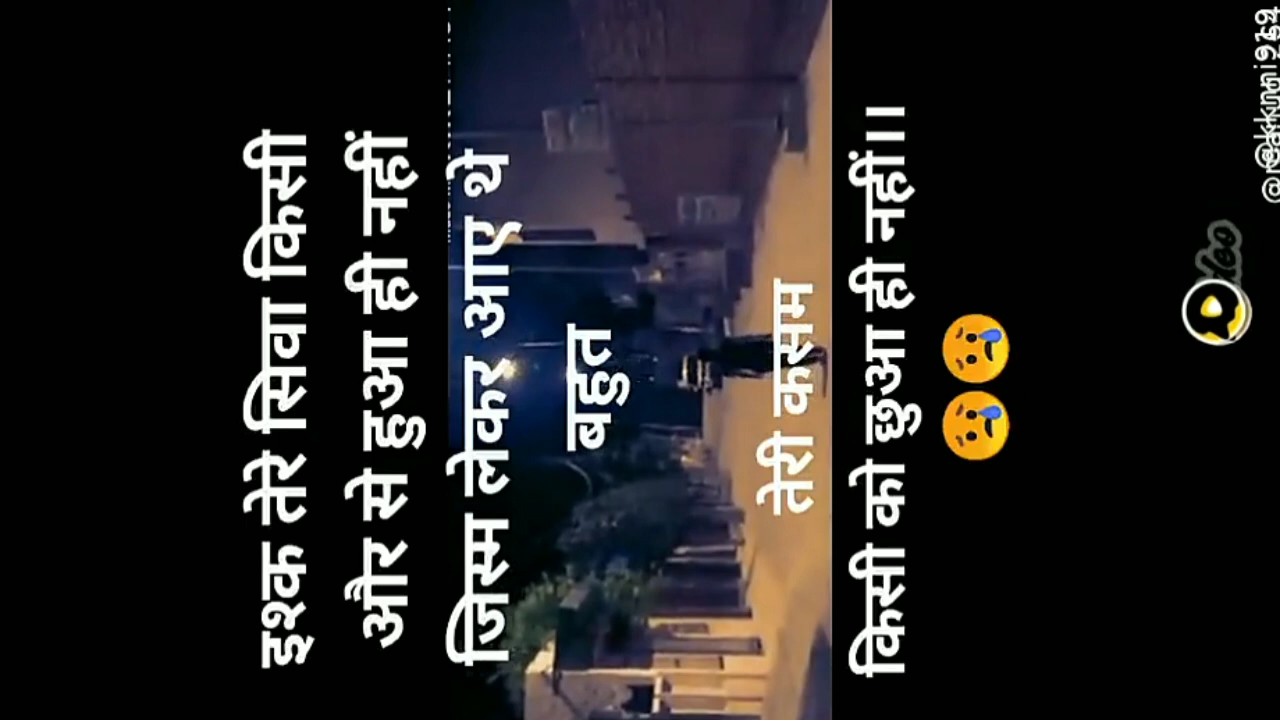 इश्क तेरे सिवा किसी
और से हुआ ही नहीं
जिस्म लेकर आए थे
बहुत
तेरी कसम
किसी को छुआ ही नहीं।।
😢😢